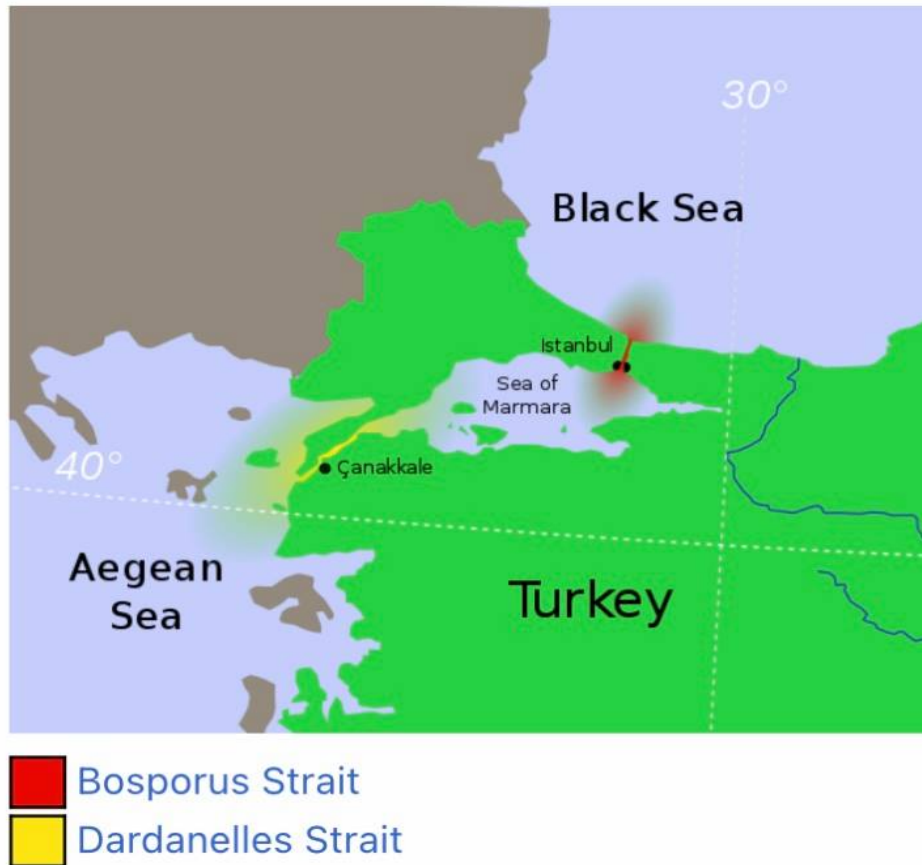 30°
Black Sea
Istanbul
Sea of
Marmara
40°
Çanakkale
Aegean
Sea
Turkey
Bosporus Strait
Dardanelles Strait